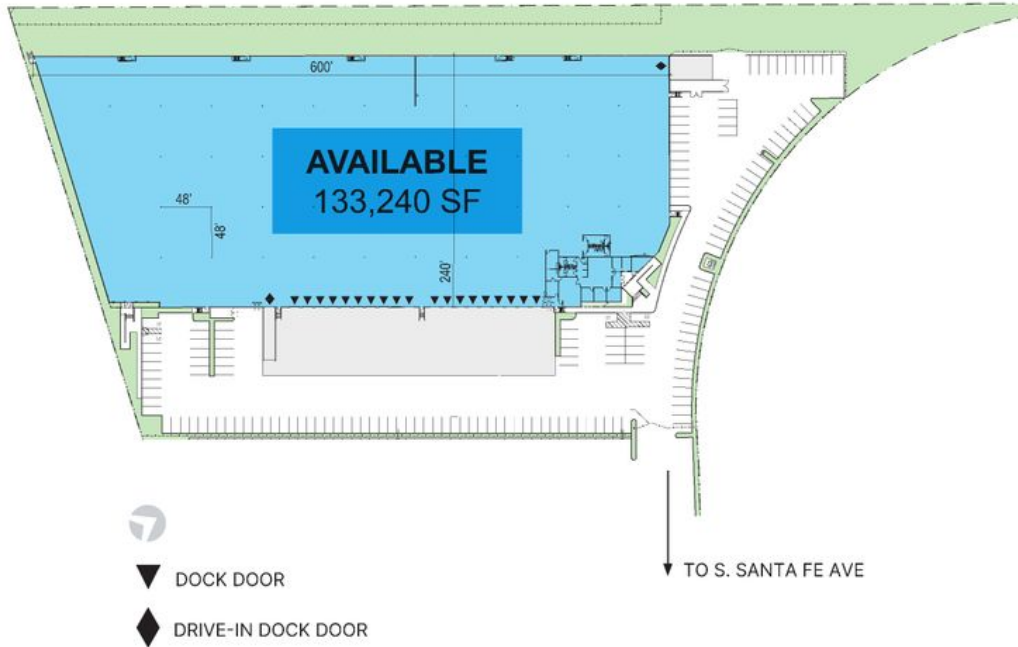 600'
AVAILABLE
133,240 SF
48'
48'
240'
TO S. SANTA FE AVE
DOCK DOOR
DRIVE-IN DOCK DOOR